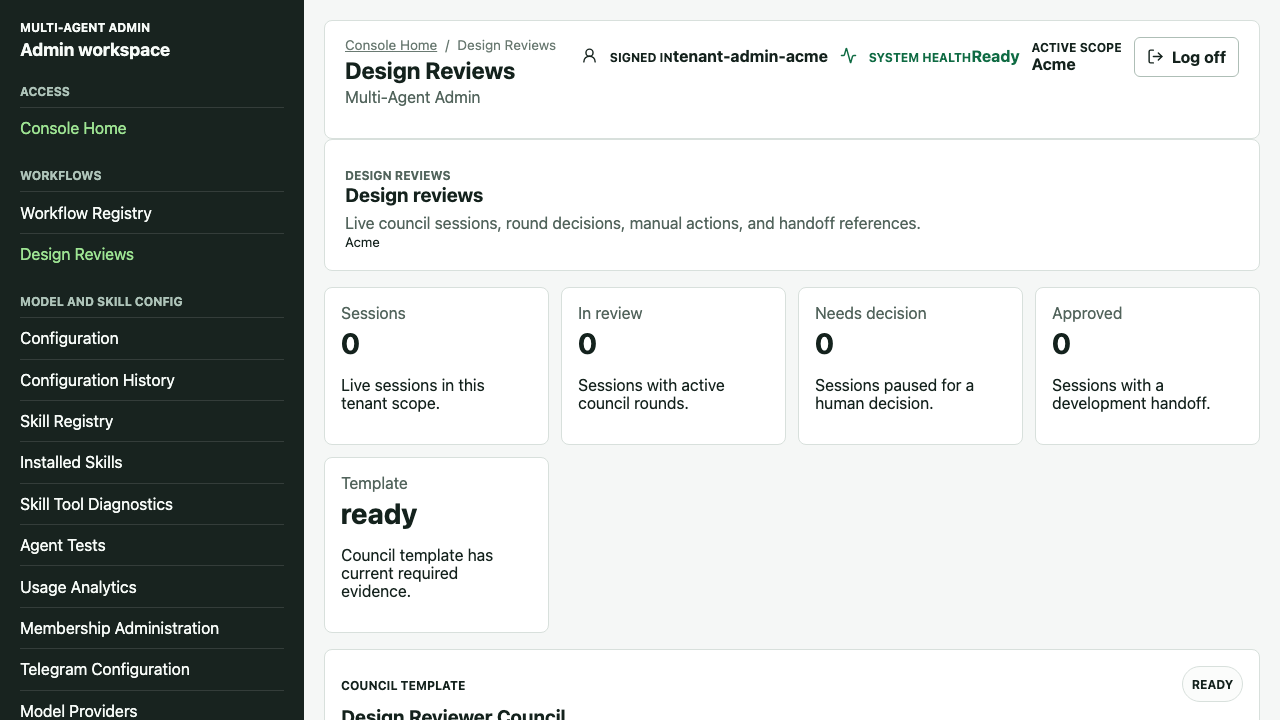 MULTI-AGENT ADMIN
Admin workspace
ACCESS
Console Home
WORKFLOWS
Workflow Registry
Design Reviews
MODEL AND SKILL CONFIG
Configuration
Configuration History
Skill Registry
Installed Skills
Skill Tool Diagnostics
Agent Tests
Usage Analytics
Membership Administration
Telegram Configuration
Model Providers
Console Home / Design Reviews
Design Reviews
Multi-Agent Admin
SIGNED IN tenant-admin-acme
SYSTEM HEALTH Ready
ACTIVE SCOPE
Acme
Log off
DESIGN REVIEWS
Design reviews
Live council sessions, round decisions, manual actions, and handoff references.
Acme
Sessions
0
Live sessions in this
tenant scope.
In review
0
Sessions with active
council rounds.
Needs decision
0
Sessions paused for a
human decision.
Approved
0
Sessions with a
development handoff.
Template
ready
Council template has
current required
evidence.
COUNCIL TEMPLATE
READY
Design Reviewer Council